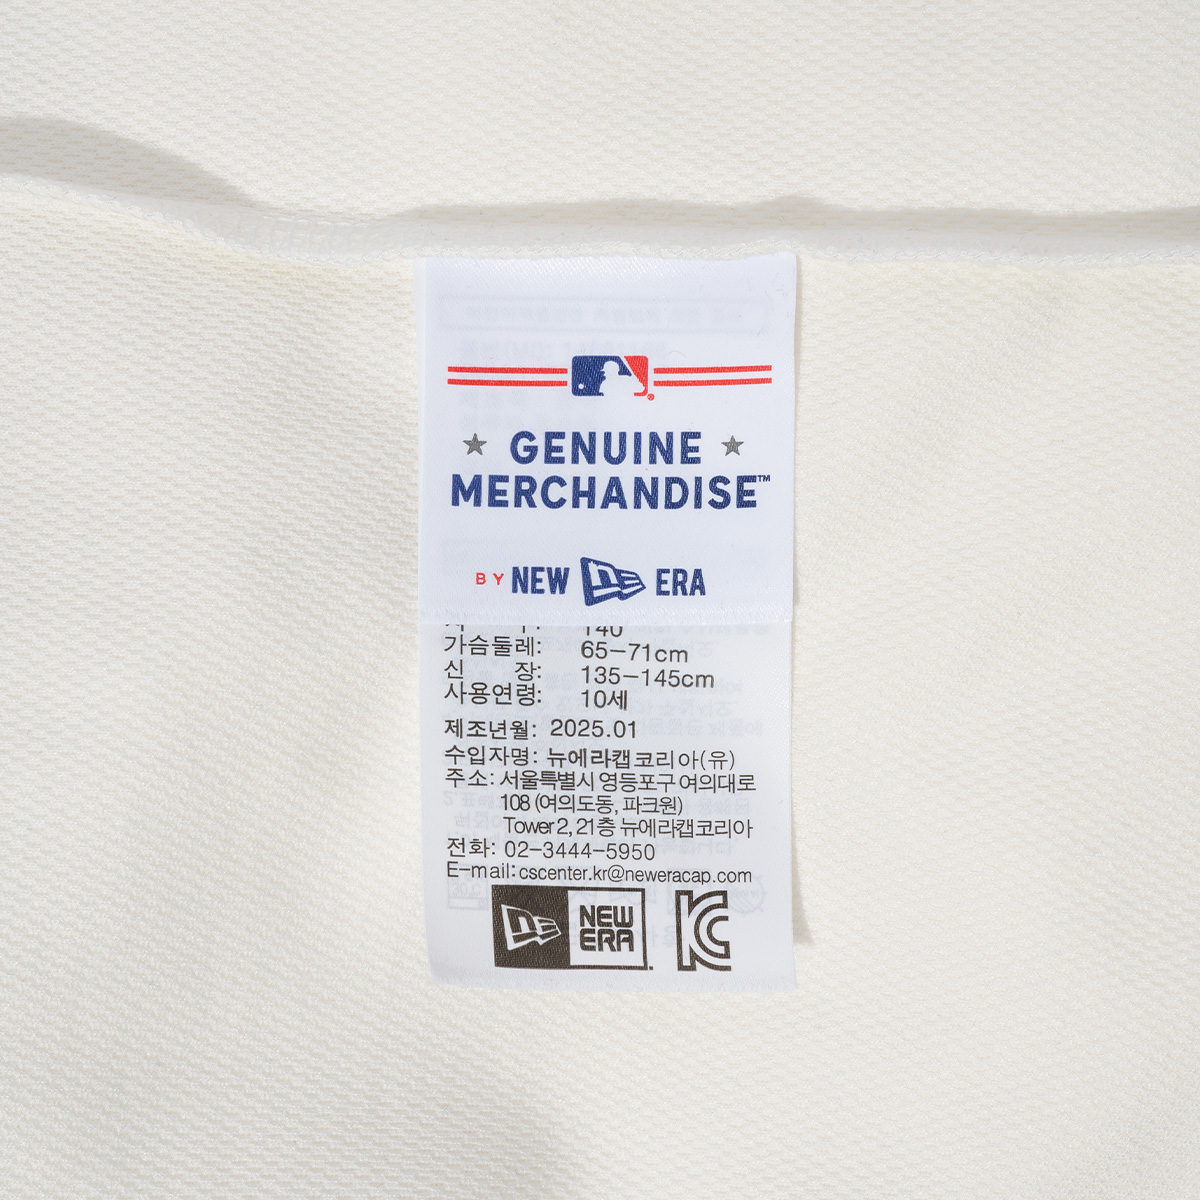 GENUINE
MERCHANDISE™
BY NEW ERA
140
가슴둘레: 65-71cm
신 장: 135-145cm
사용연령: 10세
제조년월: 2025.01
수입자명: 뉴에라캡코리아(유)
주소: 서울특별시 영등포구 여의대로
108 (여의도동, 파크원)
Tower 2, 21층 뉴에라캡코리아
전화: 02-3444-5950
E-mail: cscenter.kr@neweracap.com
NEW
ERA